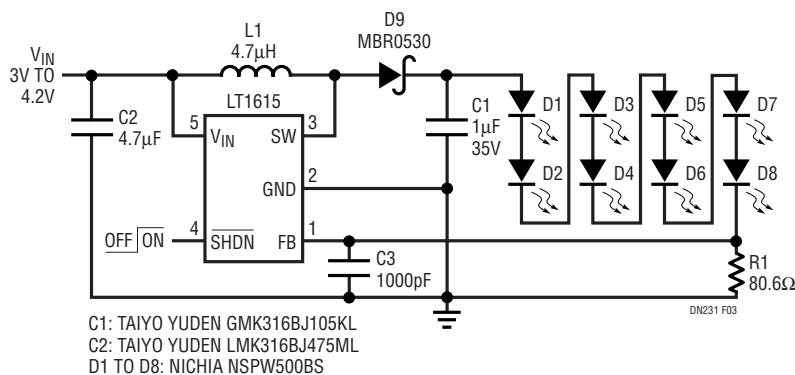 L1
4.7µH
D9
MBR0530
VIN
3V TO
4.2V
C2
4.7µF
LT1615
5
VIN
SW
3
GND
2
4
SHDN
FB
1
OFF ON
C1
1µF
35V
C3
1000pF
D1
D2
D3
D4
D5
D6
D7
D8
R1
80.6Ω
DN231 F03
C1: TAIYO YUDEN GMK316BJ105KL
C2: TAIYO YUDEN LMK316BJ475ML
D1 TO D8: NICHIA NSPW500BS